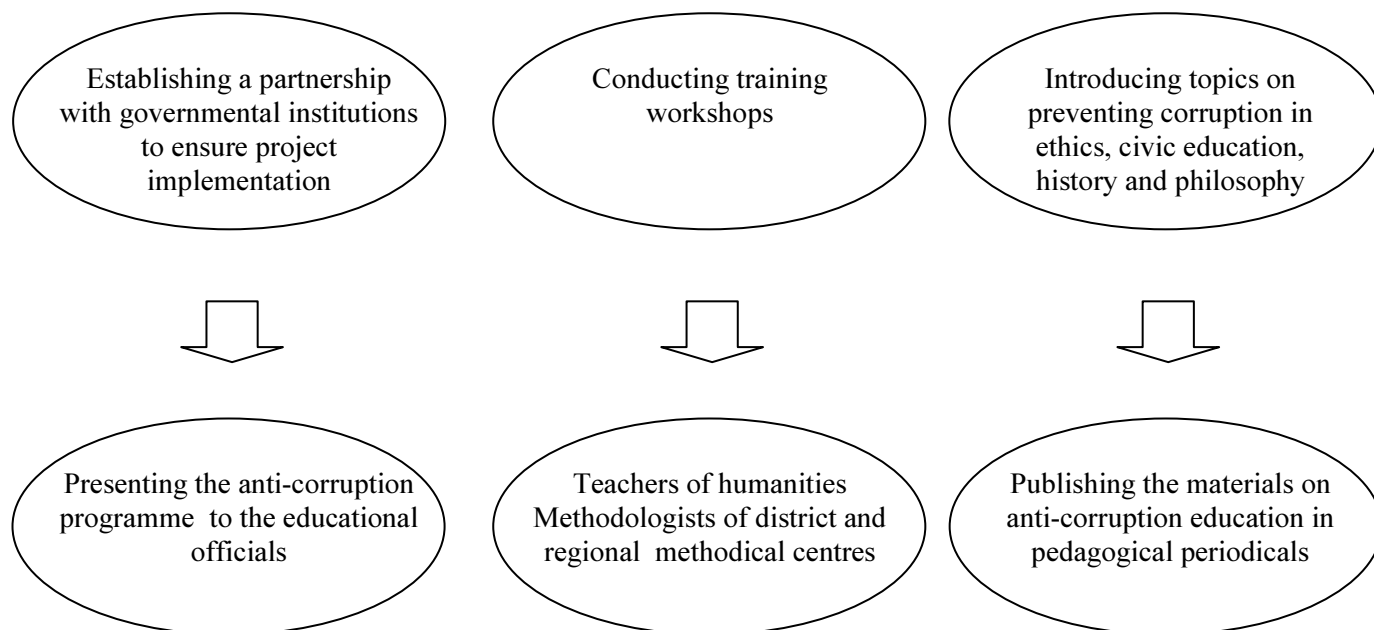 Establishing a partnership
with governmental institutions
to ensure project
implementation
Conducting training
workshops
Introducing topics on
preventing corruption in
ethics, civic education,
history and philosophy
Presenting the anti-corruption
programme to the educational
officials
Teachers of humanities
Methodologists of district and
regional methodical centres
Publishing the materials on
anti-corruption education in
pedagogical periodicals